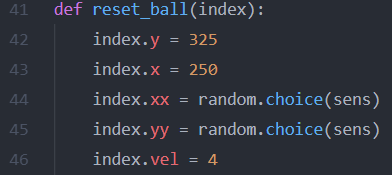 41 def reset_ball(index):
42 index.y = 325
43 index.x = 250
44 index.xx = random.choice(sens)
45 index.yy = random.choice(sens)
46 index.vel = 4